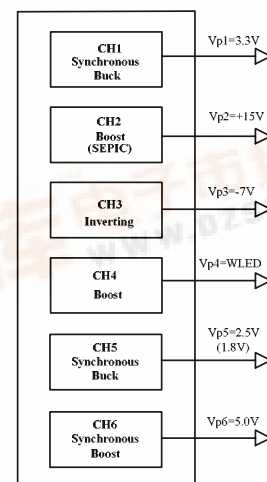 CH1
Synchronous
Buck
Vp1=3.3V
CH2
Boost
(SEPIC)
Vp2=+15V
CH3
Inverting
Vp3=-7V
CH4
Boost
Vp4=WLED
CH5
Synchronous
Buck
Vp5=2.5V
(1.8V)
CH6
Synchronous
Boost
Vp6=5.0V